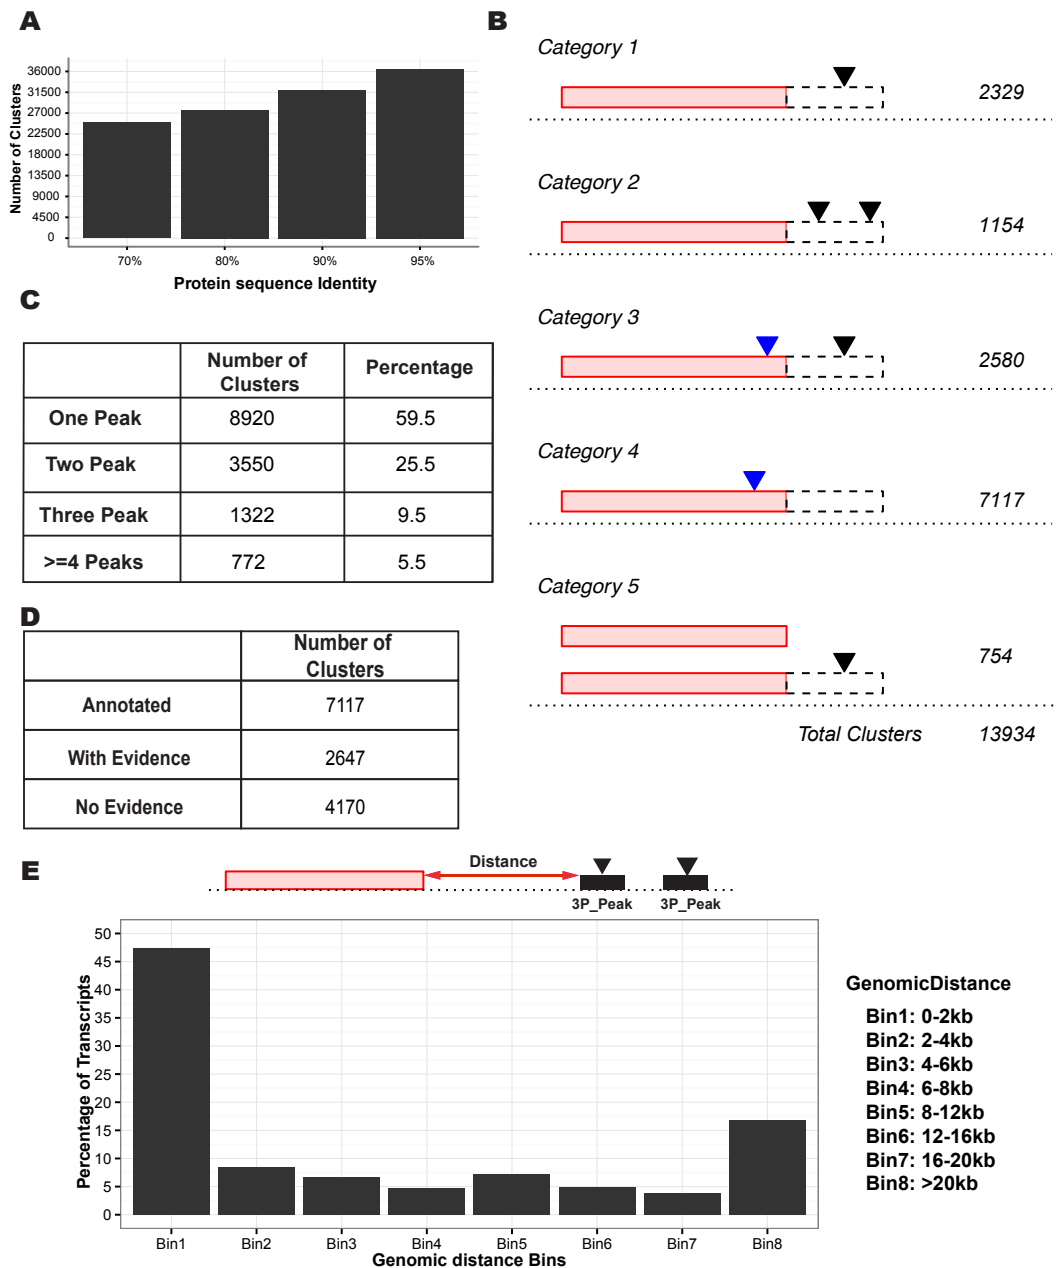 A
36000
31500
27000
22500
18000
13500
9000
4500
0
Number of Clusters
70% 80% 90% 95%
Protein sequence Identity
B
Category 1
2329
Category 2
1154
Category 3
2580
Category 4
7117
Category 5
754
Total Clusters 13934
C
Number of Clusters Percentage
One Peak 8920 59.5
Two Peak 3550 25.5
Three Peak 1322 9.5
>=4 Peaks 772 5.5
D
Number of Clusters
Annotated 7117
With Evidence 2647
No Evidence 4170
E
Distance
3P_Peak 3P_Peak
50
45
40
35
30
25
20
15
10
5
0
Percentage of Transcripts
Bin1 Bin2 Bin3 Bin4 Bin5 Bin6 Bin7 Bin8
Genomic distance Bins
GenomicDistance
Bin1: 0-2kb
Bin2: 2-4kb
Bin3: 4-6kb
Bin4: 6-8kb
Bin5: 8-12kb
Bin6: 12-16kb
Bin7: 16-20kb
Bin8: >20kb